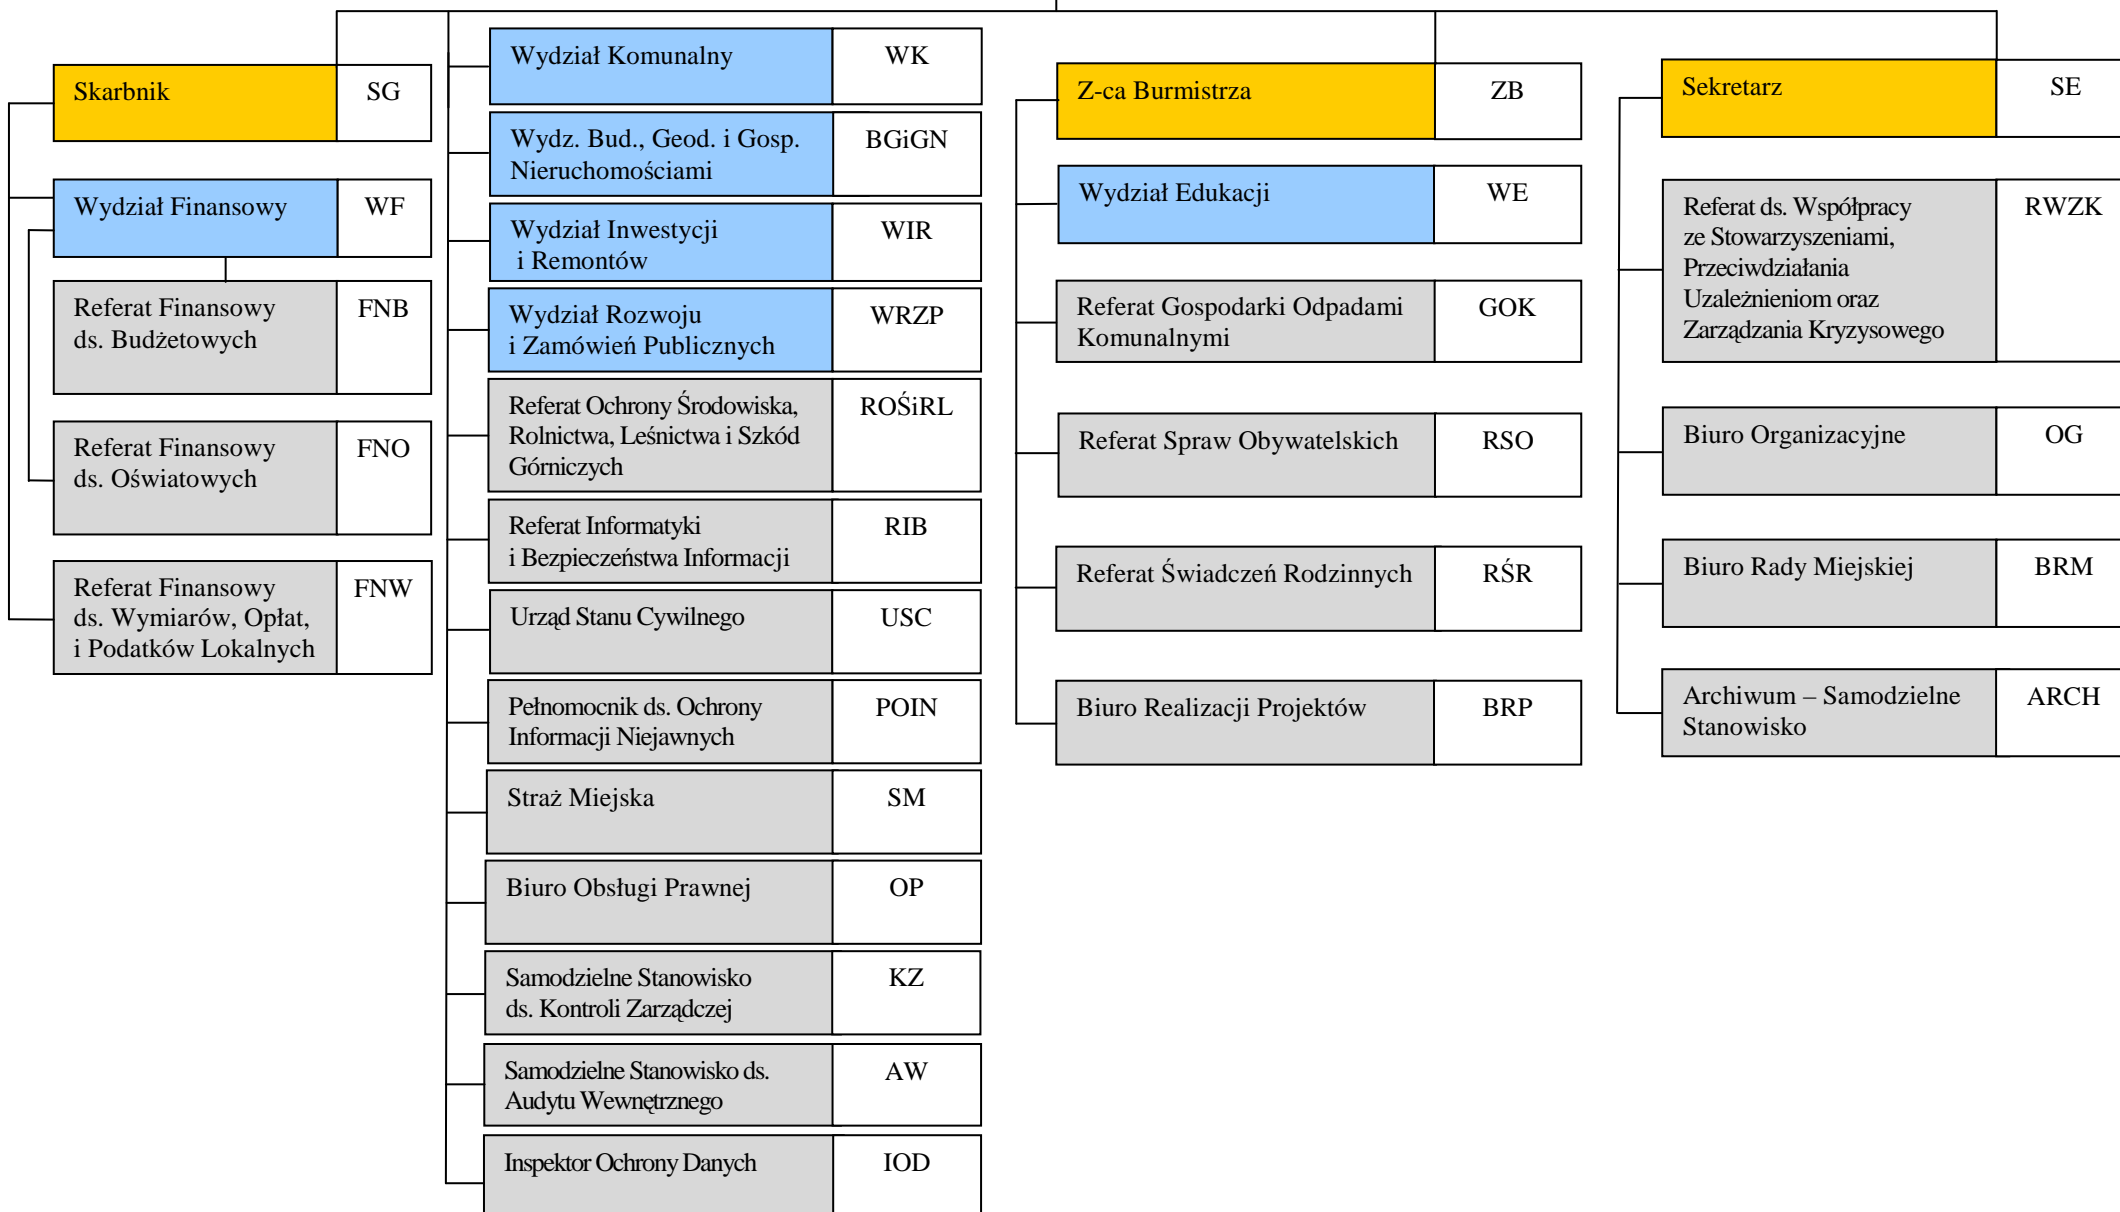 Skarbnik
SG
Wydział Finansowy
WF
Referat Finansowy
ds. Budżetowych
FNB
Referat Finansowy
ds. Oświatowych
FNO
Referat Finansowy
ds. Wymiarów, Opłat,
i Podatków Lokalnych
FNW
Wydział Komunalny
WK
Wydz. Bud., Geod. i Gosp.
Nieruchomościami
BGiGN
Wydział Inwestycji
i Remontów
WIR
Wydział Rozwoju
i Zamówień Publicznych
WRZP
Referat Ochrony Środowiska,
Rolnictwa, Leśnictwa i Szkód
Górniczych
ROŚiRL
Referat Informatyki
i Bezpieczeństwa Informacji
RIB
Urząd Stanu Cywilnego
USC
Pełnomocnik ds. Ochrony
Informacji Niejawnych
POIN
Straż Miejska
SM
Biuro Obsługi Prawnej
OP
Samodzielne Stanowisko
ds. Kontroli Zarządczej
KZ
Samodzielne Stanowisko ds.
Audytu Wewnętrznego
AW
Inspektor Ochrony Danych
IOD
Z-ca Burmistrza
ZB
Wydział Edukacji
WE
Referat Gospodarki Odpadami
Komunalnymi
GOK
Referat Spraw Obywatelskich
RSO
Referat Świadczeń Rodzinnych
RŚR
Biuro Realizacji Projektów
BRP
Sekretarz
SE
Referat ds. Współpracy
ze Stowarzyszeniami,
Przeciwdziałania
Uzależnieniom oraz
Zarządzania Kryzysowego
RWZK
Biuro Organizacyjne
OG
Biuro Rady Miejskiej
BRM
Archiwum – Samodzielne
Stanowisko
ARCH